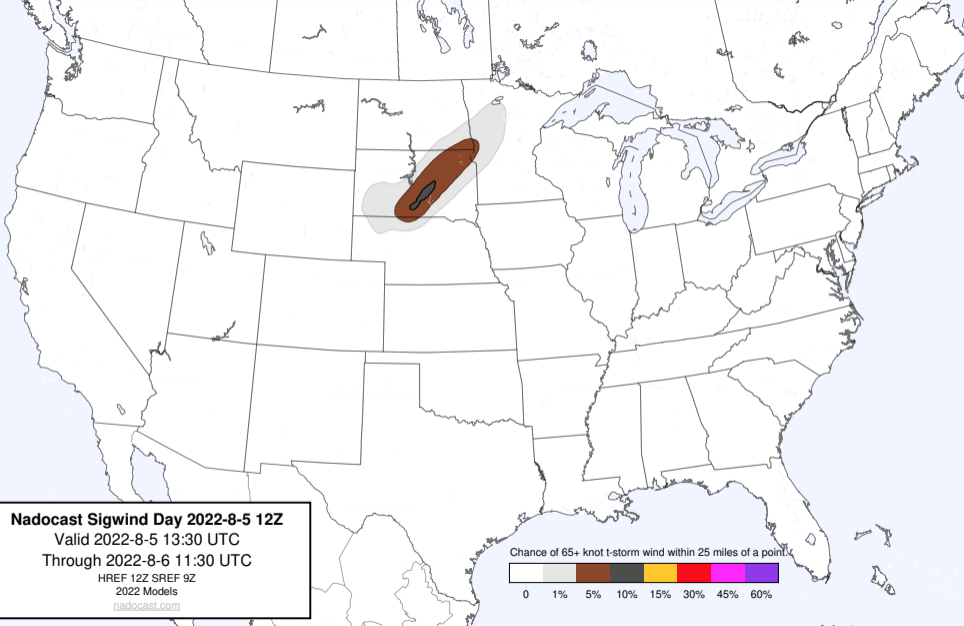 Nadocast Sigwind Day 2022-8-5 12Z
Valid 2022-8-5 13:30 UTC
Through 2022-8-6 11:30 UTC
HREF 12Z SREF 9Z
2022 Models
nadocast.com
Chance of 65+ knot t-storm wind within 25 miles of a point.
0 1% 5% 10% 15% 30% 45% 60%